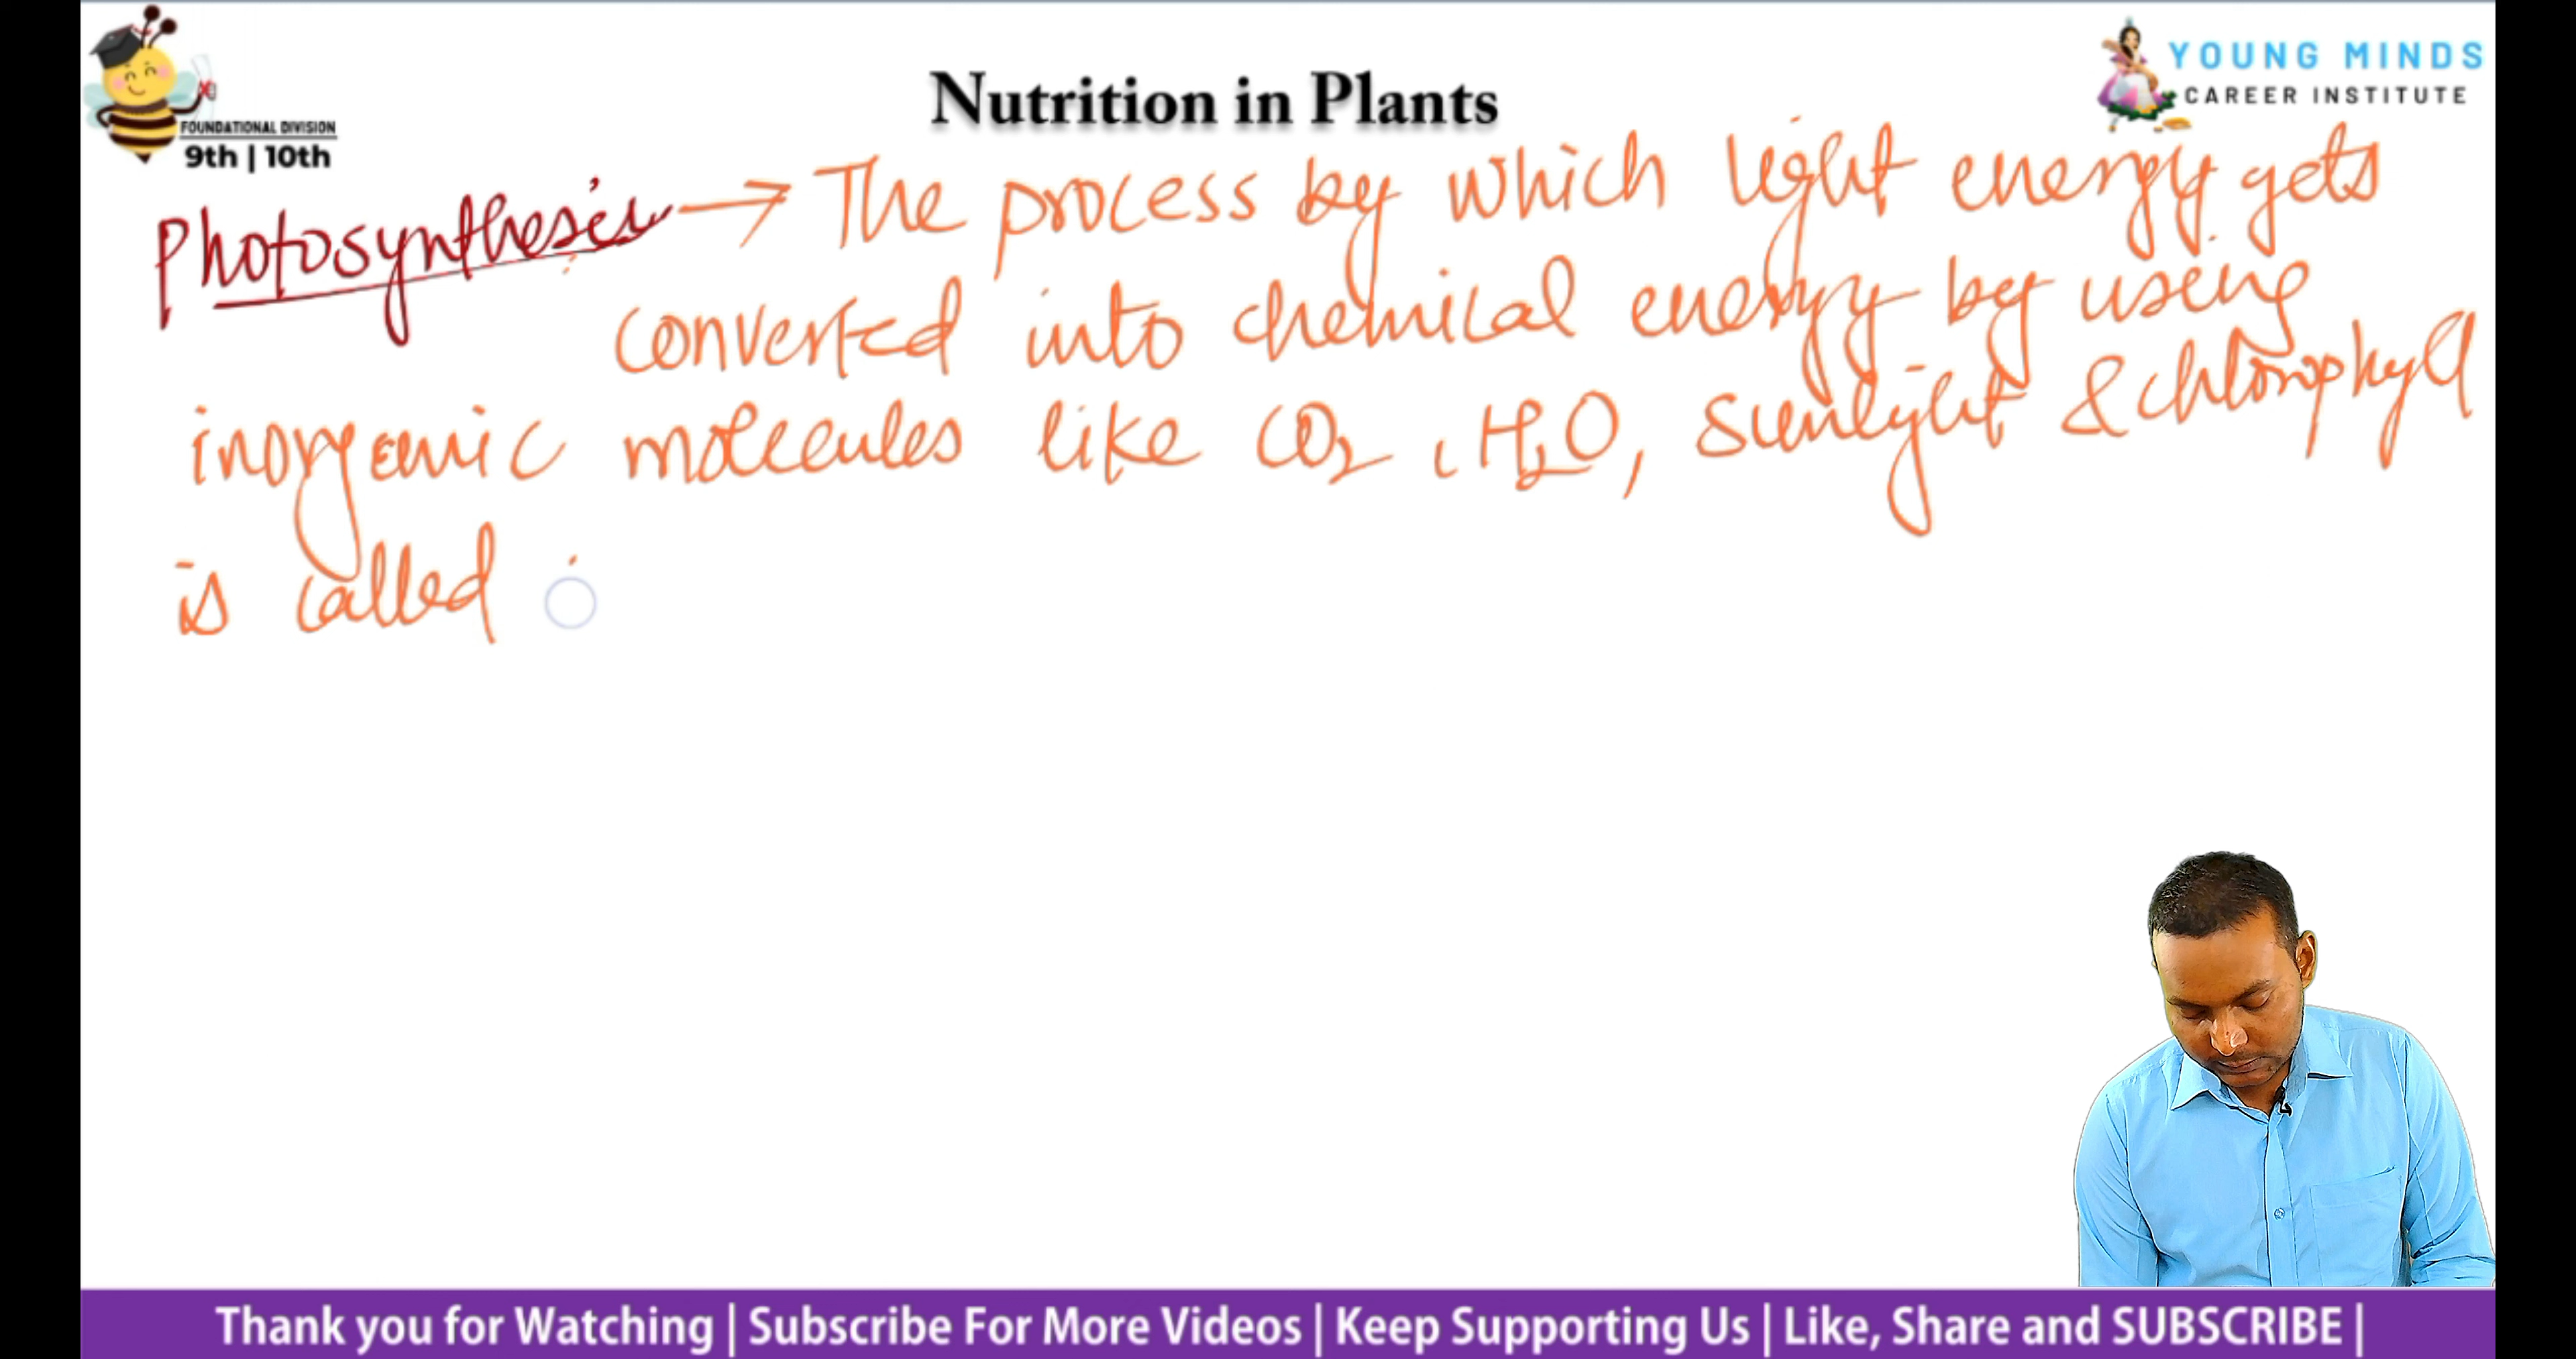 FOUNDATIONAL DIVISION
9th | 10th
Nutrition in Plants
YOUNG MINDS
CAREER INSTITUTE
Photosynthesis → The process by which light energy gets
converted into chemical energy by using
inorganic molecules like CO2, H2O, sunlight & chlorophyll
is called
Thank you for Watching | Subscribe For More Videos | Keep Supporting Us | Like, Share and SUBSCRIBE |